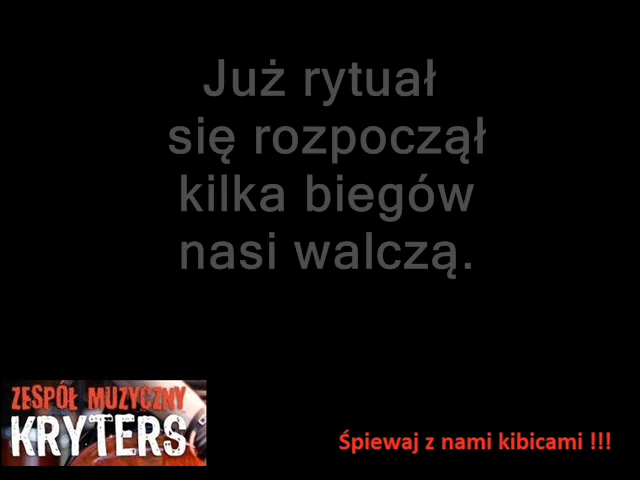 Już rytuał
się rozpoczął
kilka biegów
nasi walczą.
ZESPÓŁ MUZYCZNY
KRYTERS
Śpiewaj z nami kibicami !!!